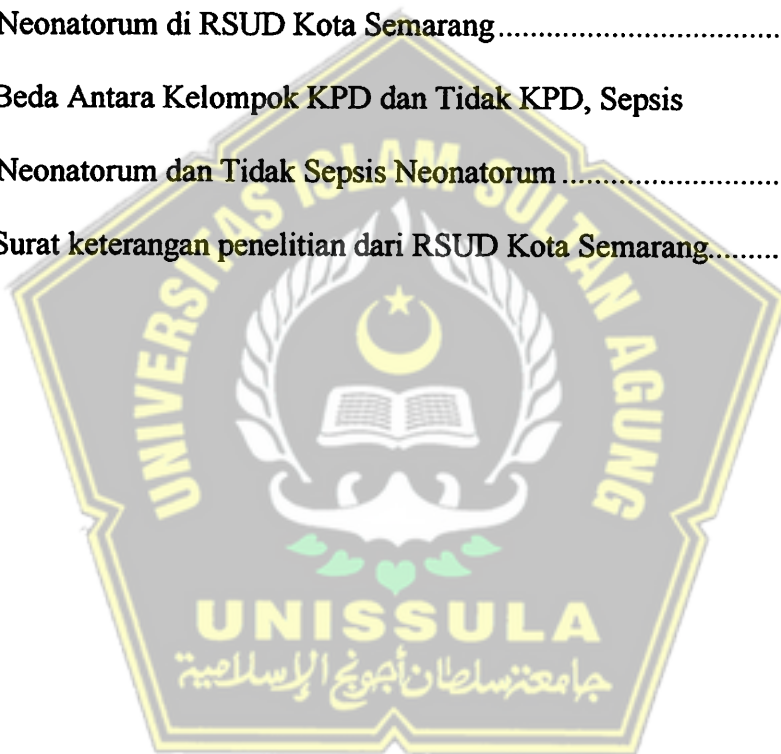 Neonatorum di RSUD Kota Semarang................................
Beda Antara Kelompok KPD dan Tidak KPD, Sepsis
Neonatorum dan Tidak Sepsis Neonatorum.........................
Surat keterangan penelitian dari RSUD Kota Semarang.........
UNIVERSITAS ISLAM SULTAN AGUNG
UNISSULA
جامعة سلطان أجونج الإسلامية